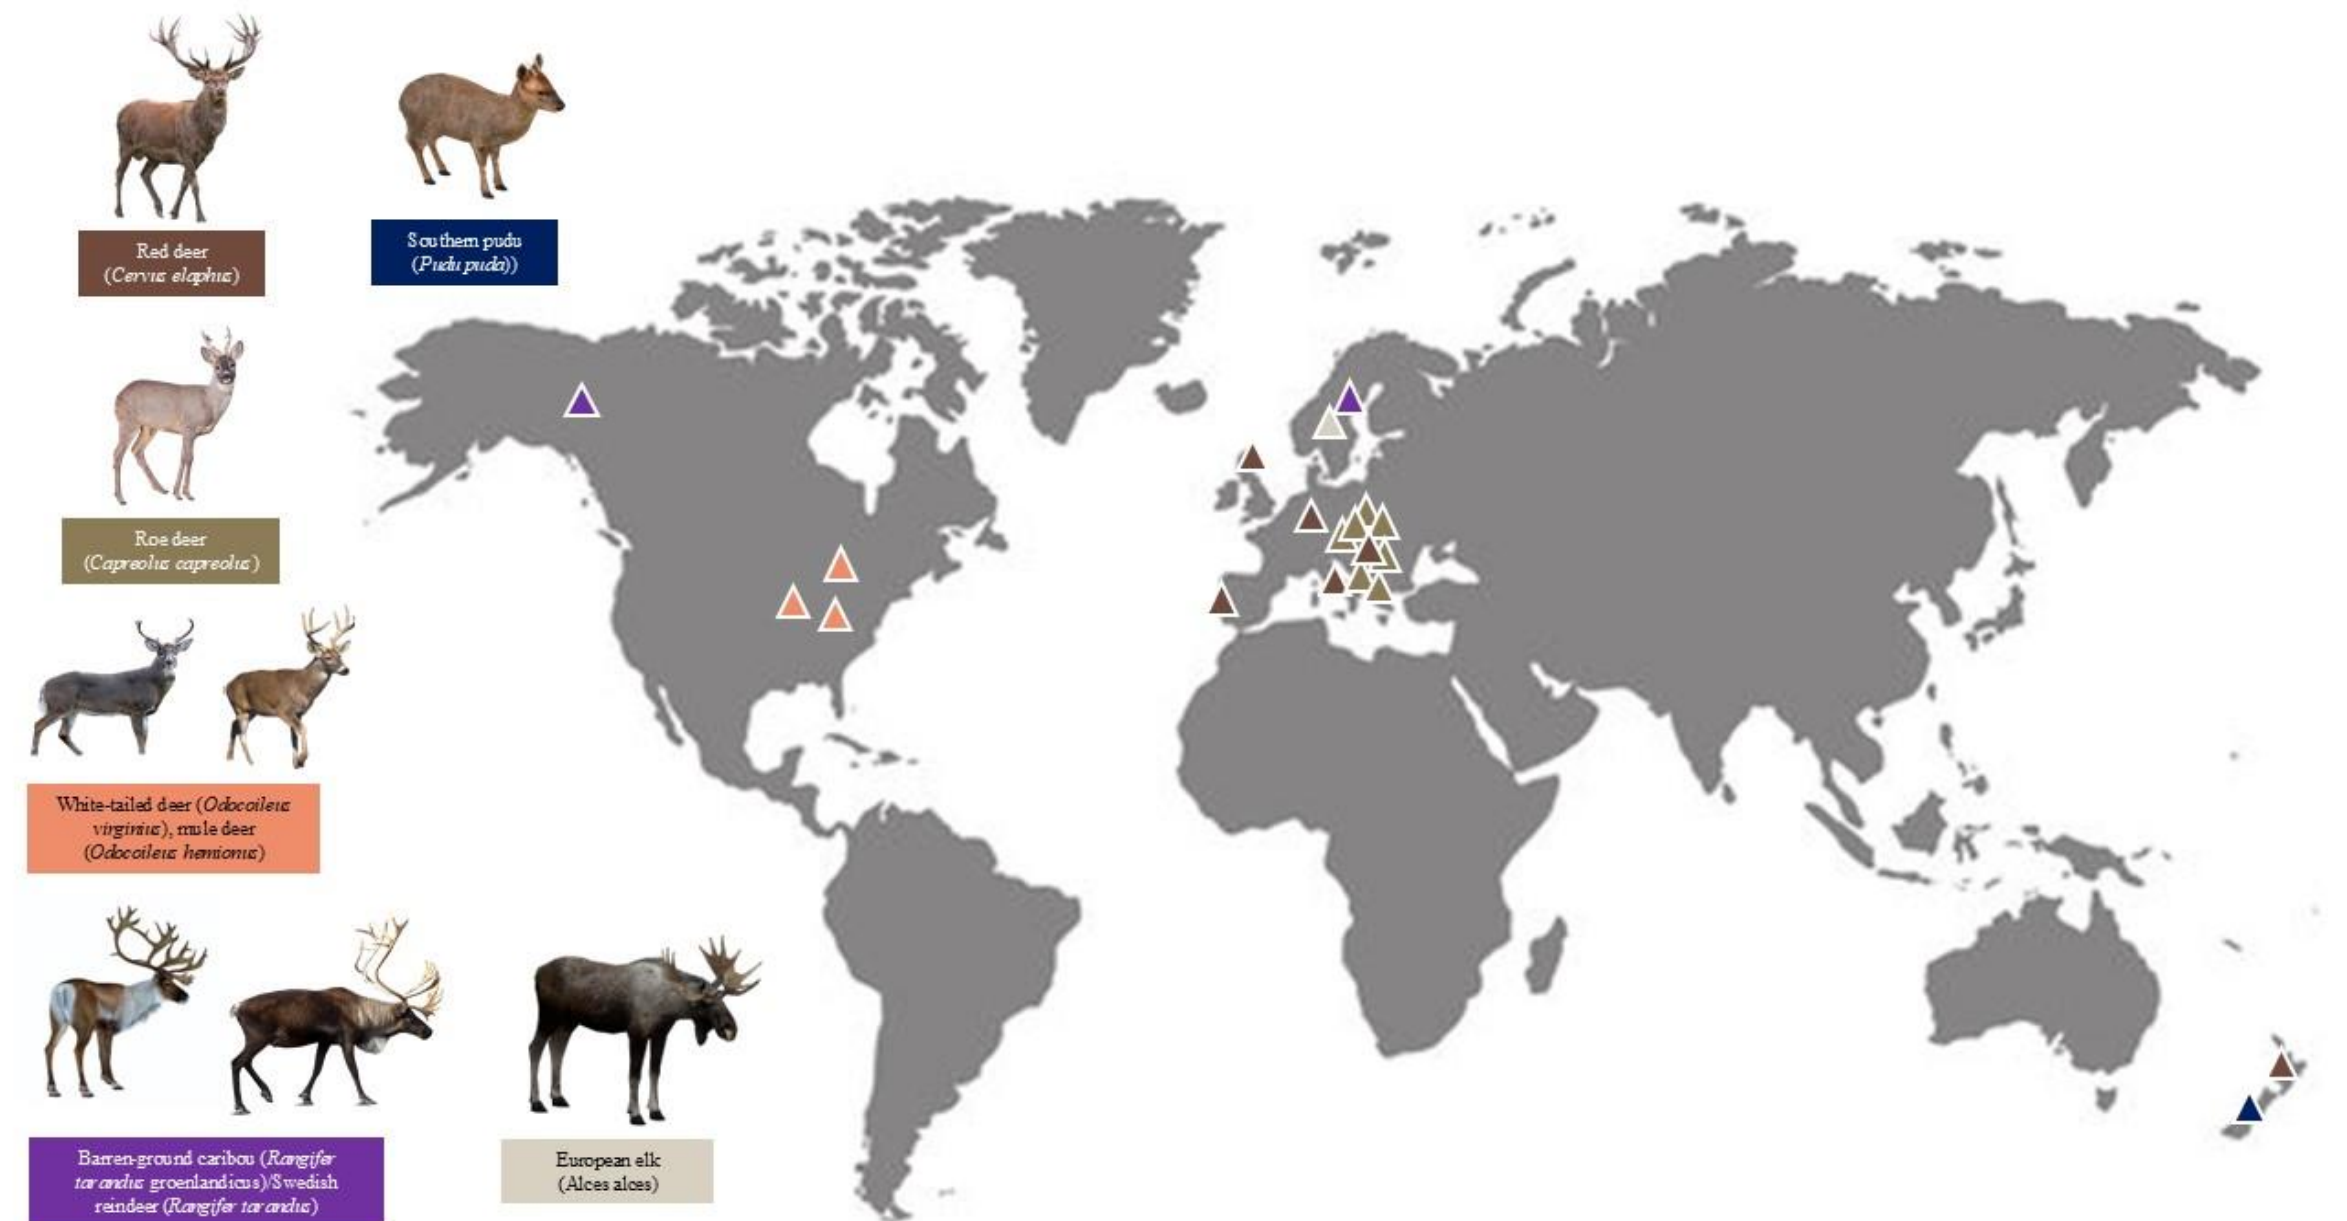 Red deer
(Cervus elaphus)
Southern pudu
(Pudu puda))
Roe deer
(Capreolus capreolus)
White-tailed deer (Odocoileus
virginius), mule deer
(Odocoileus hemionus)
Barren-ground caribou (Rangifer
tarandus groenlandicus)/Swedish
reindeer (Rangifer tarandus)
European elk
(Alces alces)